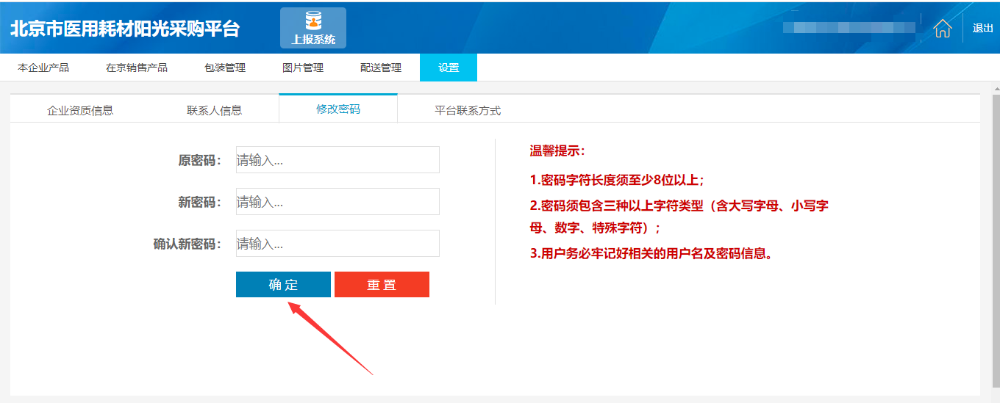 北京市医用耗材阳光采购平台
上报系统
退出
本企业产品 在京销售产品 包装管理 图片管理 配送管理 设置
企业资质信息 联系人信息 修改密码 平台联系方式
原密码： 请输入...
新密码： 请输入...
确认新密码： 请输入...
确 定 重 置
温馨提示：
1.密码字符长度须至少8位以上；
2.密码须包含三种以上字符类型（含大写字母、小写字
母、数字、特殊字符）；
3.用户务必牢记好相关的用户名及密码信息。